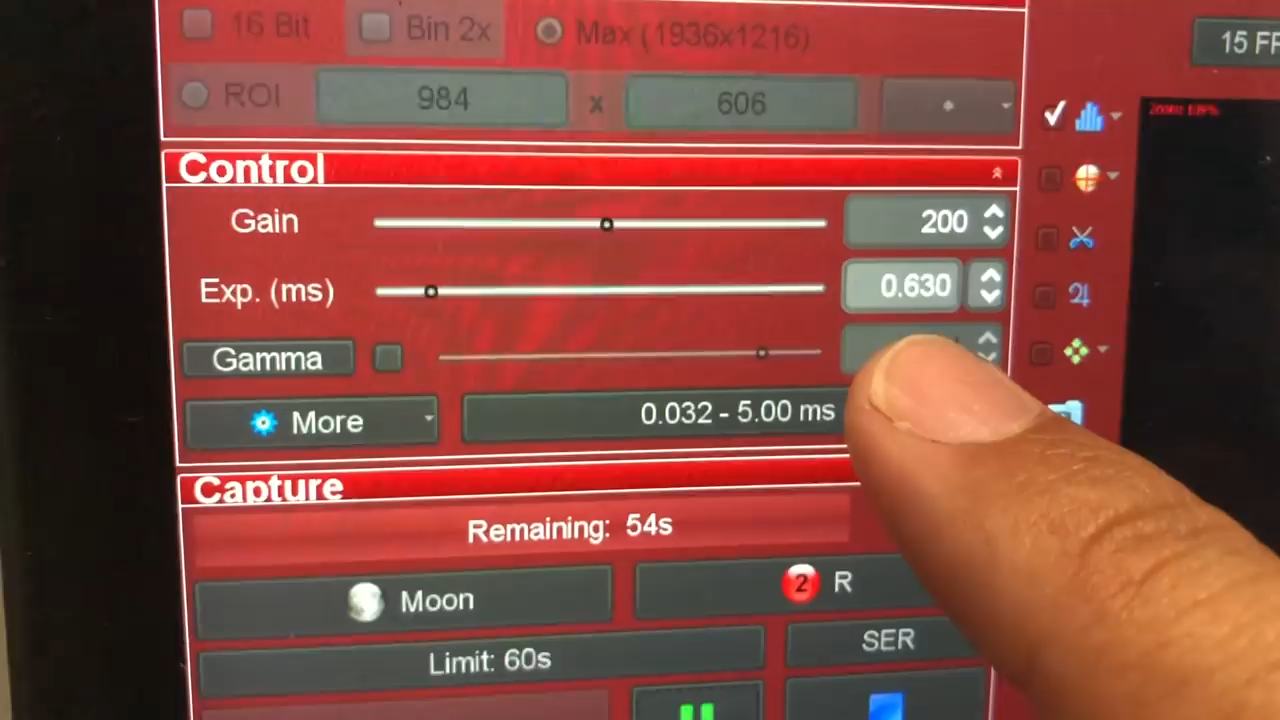 16 Bit Bin 2x Max (1936x1216)
15 FP
ROI 984 x 606
Control
Gain 200
Exp. (ms) 0.630
Gamma
More 0.032 - 5.00 ms
Capture
Remaining: 54s
Moon 2 R
Limit: 60s SER